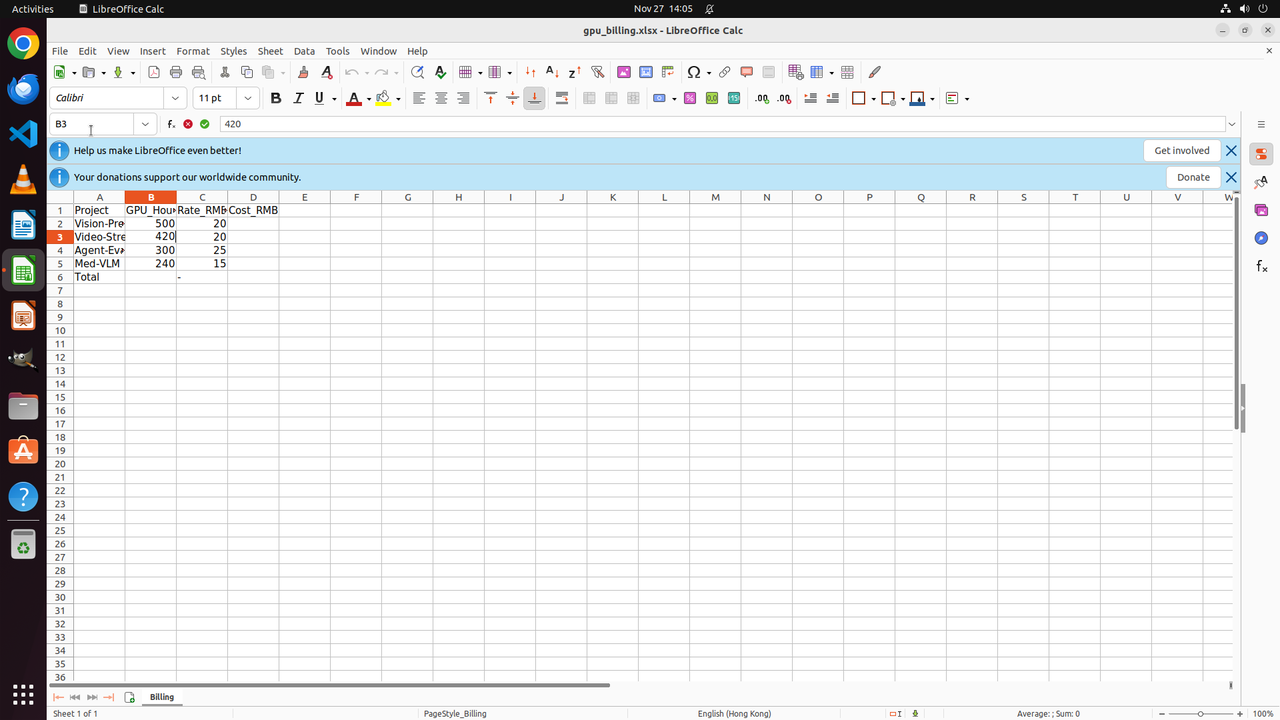 Activities LibreOffice Calc Nov 27 14:05
gpu_billing.xlsx - LibreOffice Calc
File Edit View Insert Format Styles Sheet Data Tools Window Help
Calibri 11 pt
B3 420
Help us make LibreOffice even better! Get involved
Your donations support our worldwide community. Donate
A B C D E F G H I J K L M N O P Q R S T U V W
1 Project GPU_Hou Rate_RMB Cost_RMB
2 Vision-Pre 500 20
3 Video-Stre 420 20
4 Agent-Eva 300 25
5 Med-VLM 240 15
6 Total -
7
8
9
10
11
12
13
14
15
16
17
18
19
20
21
22
23
24
25
26
27
28
29
30
31
32
33
34
35
36
Billing
Sheet 1 of 1 PageStyle_Billing English (Hong Kong) Average: ; Sum: 0 100%